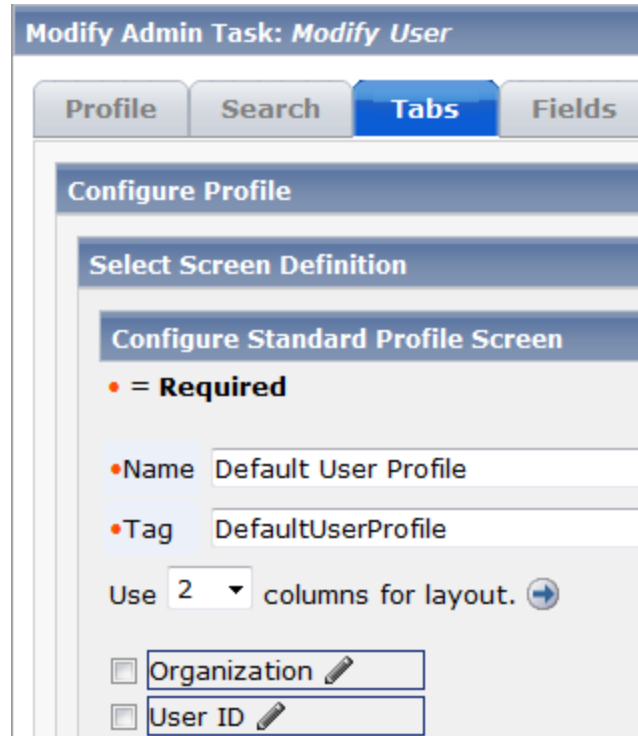 Modify Admin Task: Modify User
Profile Search Tabs Fields
Configure Profile
Select Screen Definition
Configure Standard Profile Screen
• = Required
•Name Default User Profile
•Tag DefaultUserProfile
Use 2 columns for layout.
Organization
User ID